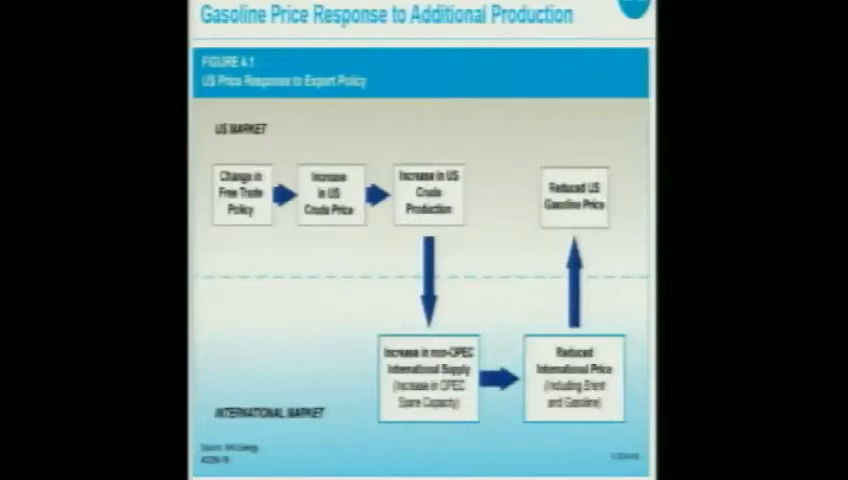 Gasoline Price Response to Additional Production
FIGURE 4.1
US Price Response to Export Policy
US MARKET
Change in
Free Trade
Policy
Increase
in US
Crude Price
Increase in US
Crude
Production
Reduced US
Gasoline Price
Increase in non-OPEC
International Supply
(Increase in OPEC
Spare Capacity)
Reduced
International Price
(Including Brent
and Gasoline)
INTERNATIONAL MARKET